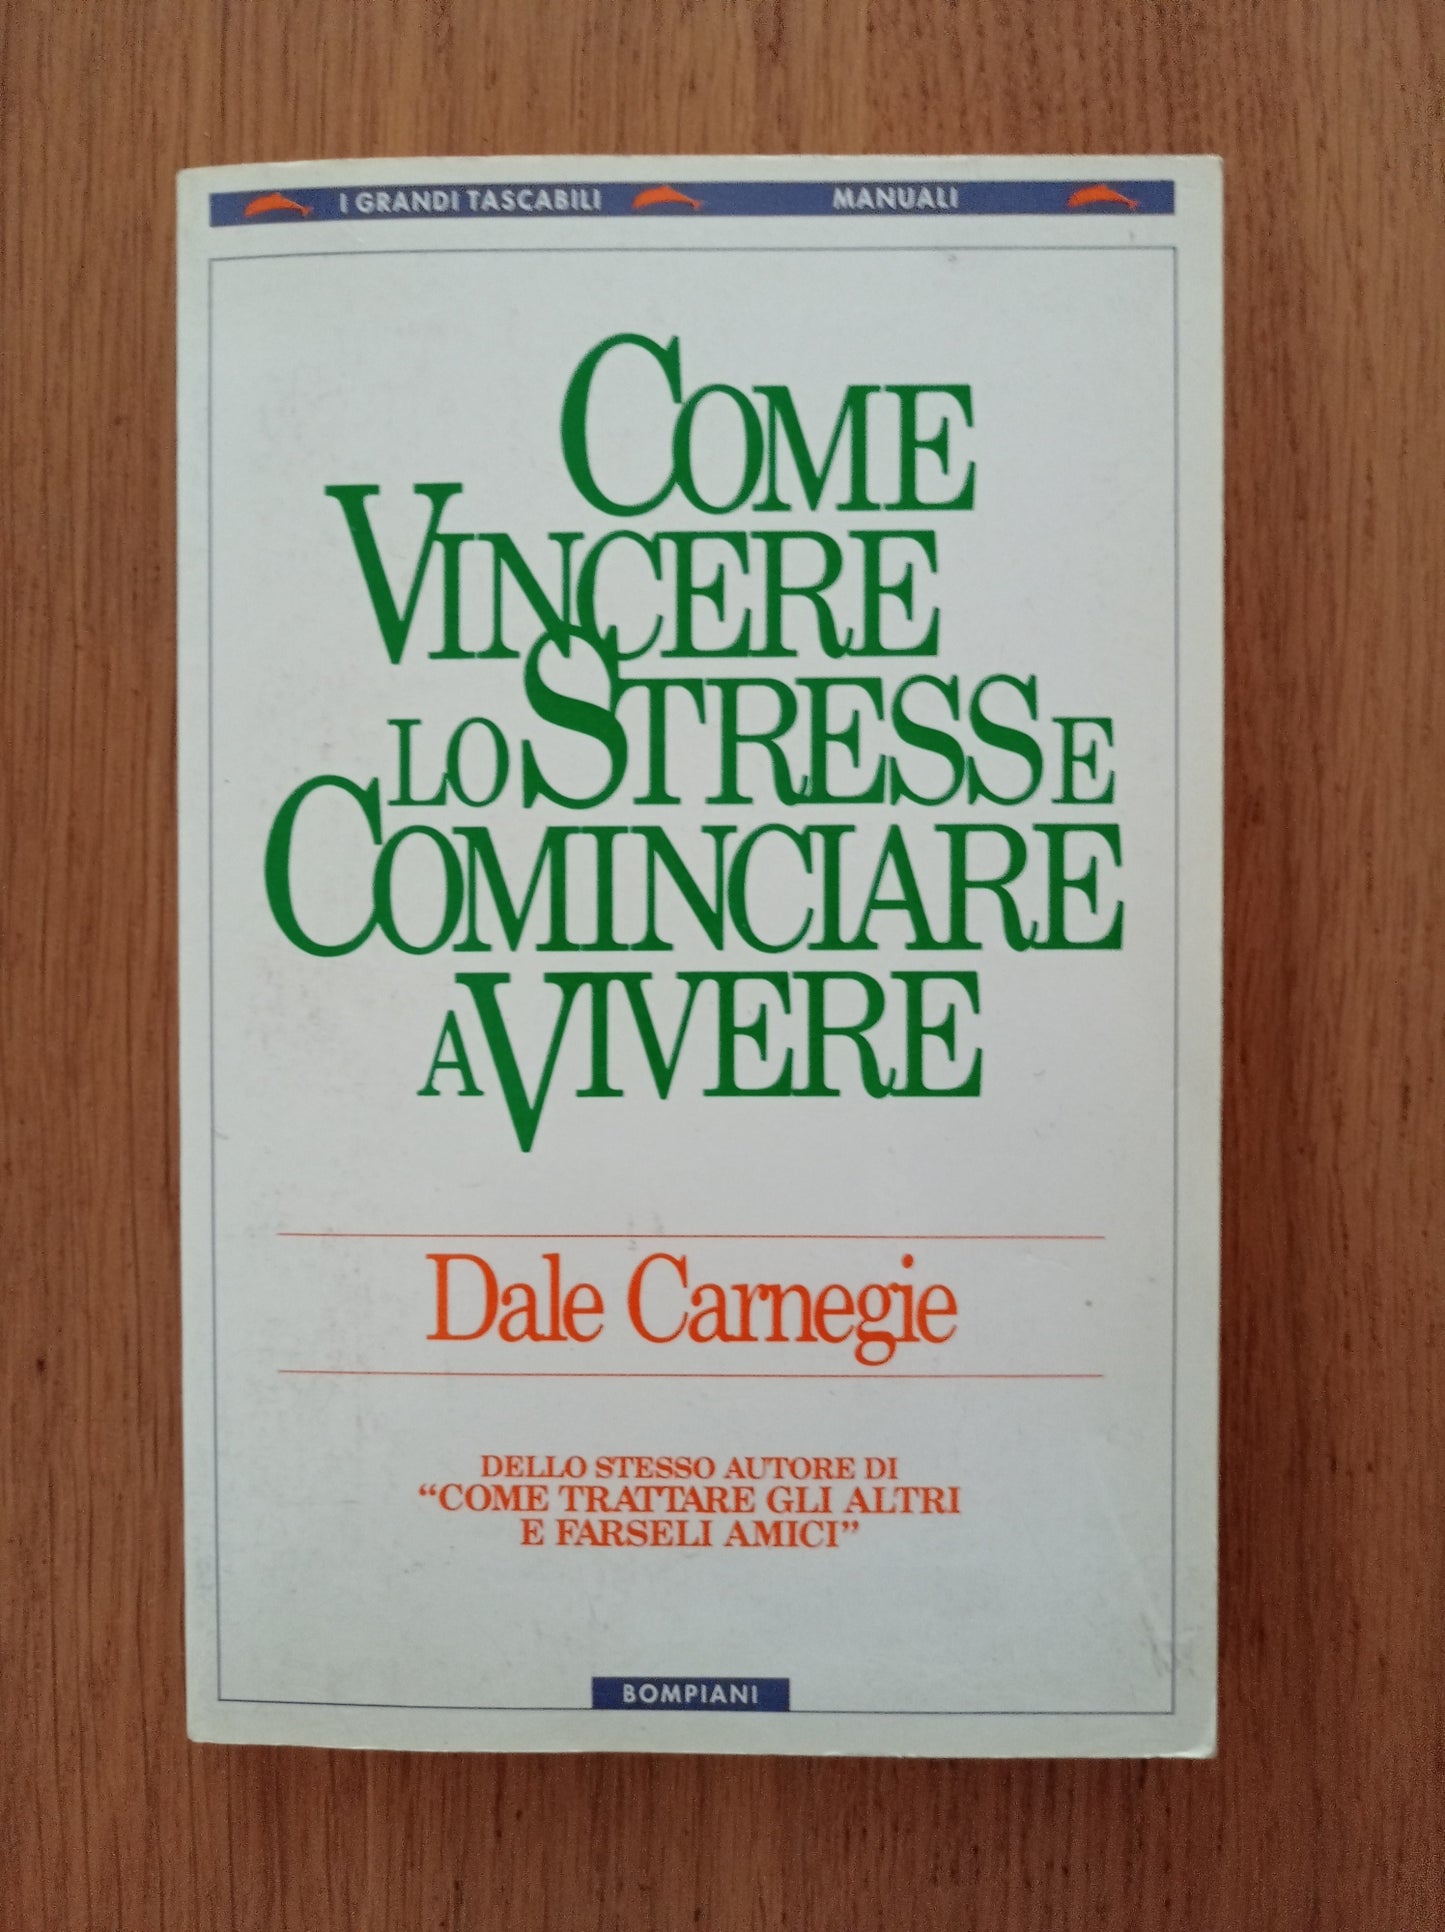 I GRANDI TASCABILI MANUALI
COME
VINCERE
LO STRESS E
COMINCIARE
A VIVERE
Dale Carnegie
DELLO STESSO AUTORE DI
“COME TRATTARE GLI ALTRI
E FARSELI AMICI”
BOMPIANI